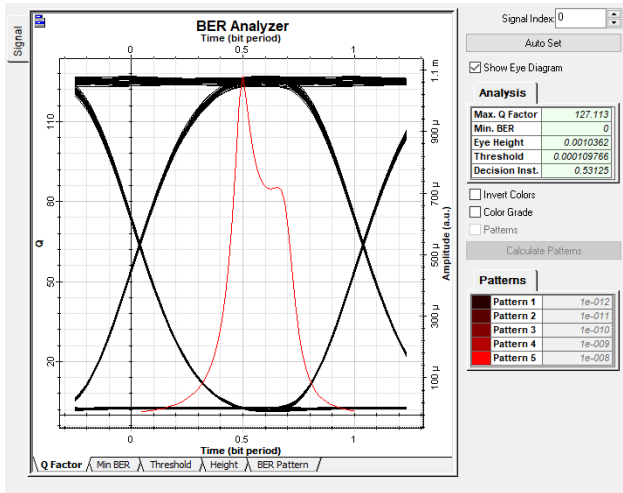 Signal
BER Analyzer
Time (bit period)
0 0.5 1
Q
20 50 80 110
Amplitude (a.u.)
100 µ 300 µ 500 µ 700 µ 900 µ 1.1 m
0 0.5 1
Time (bit period)
Q Factor Min BER Threshold Height BER Pattern
Signal Index: 0
Auto Set
Show Eye Diagram
Analysis
Max. Q Factor 127.113
Min. BER 0
Eye Height 0.0010362
Threshold 0.000109766
Decision Inst. 0.53125
Invert Colors
Color Grade
Patterns
Calculate Patterns
Patterns
Pattern 1 1e-012
Pattern 2 1e-011
Pattern 3 1e-010
Pattern 4 1e-009
Pattern 5 1e-008